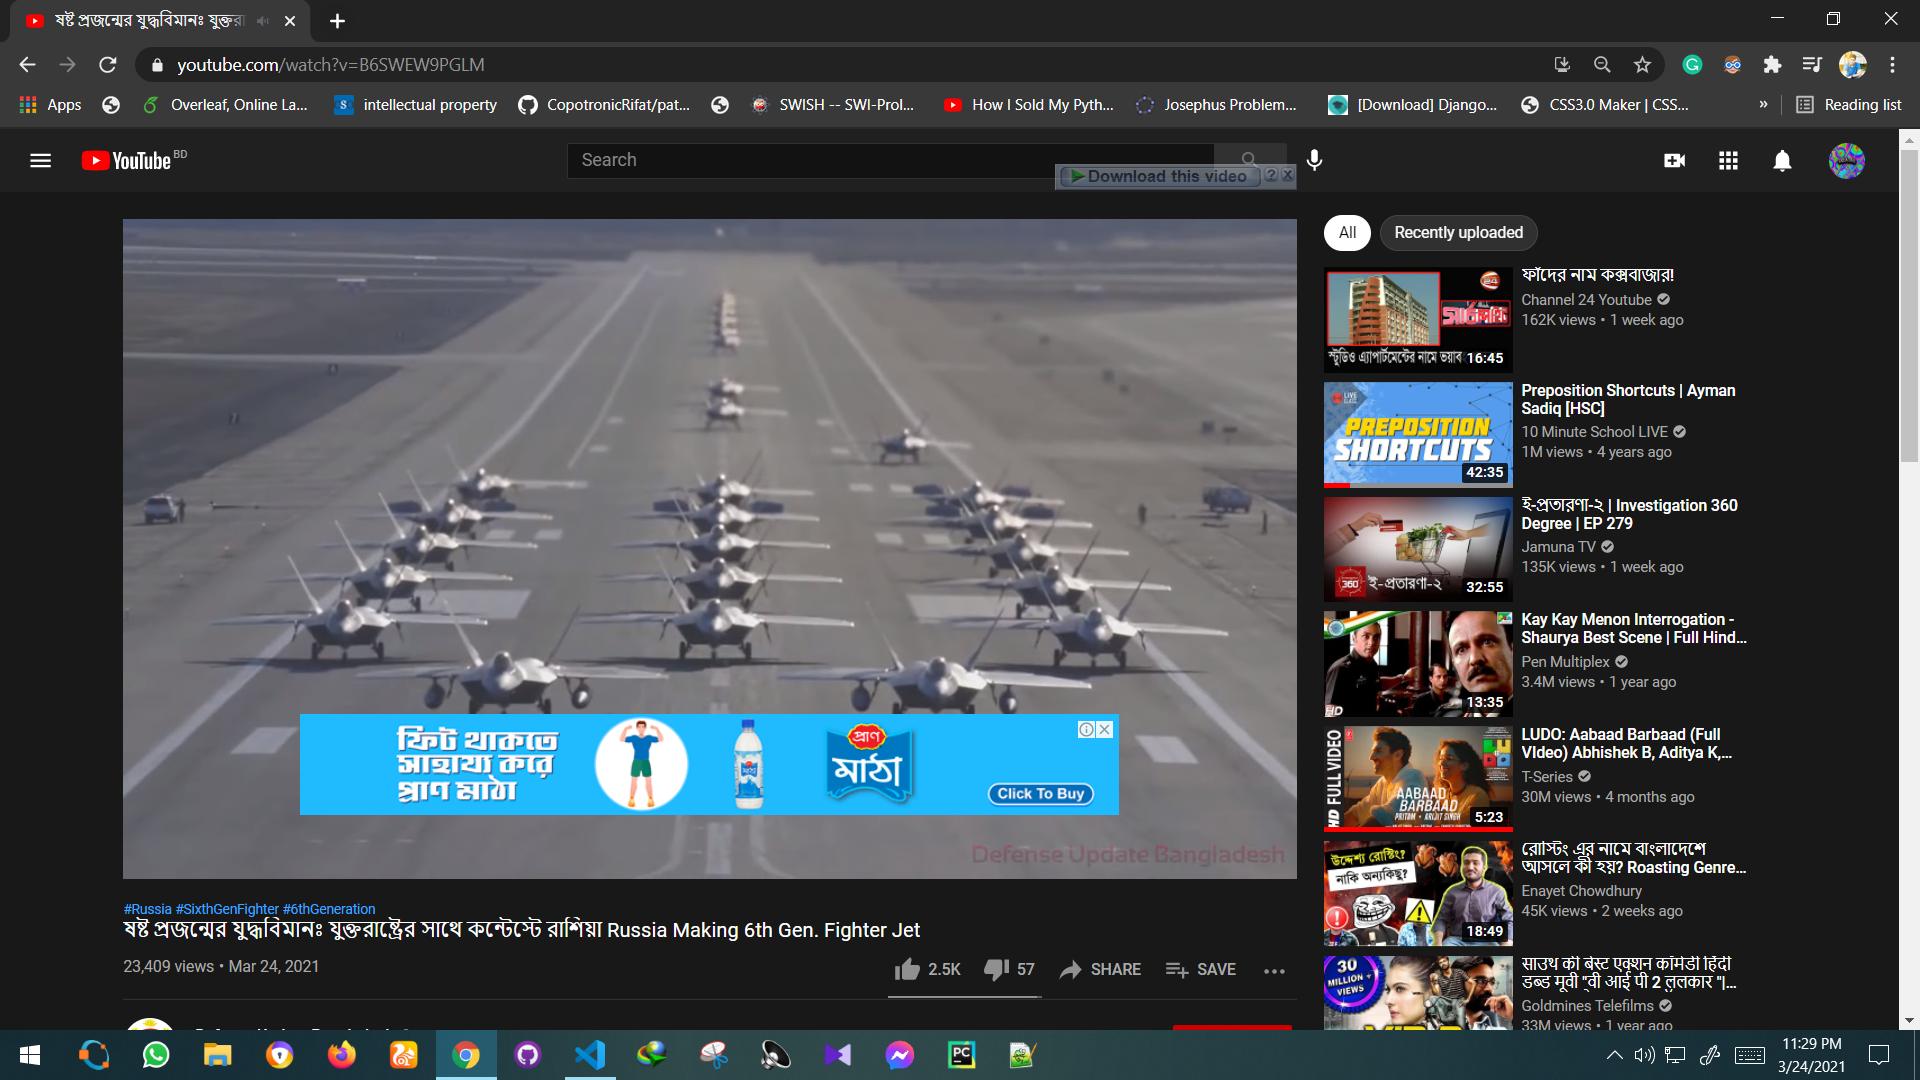 ষষ্ট প্রজন্মের যুদ্ধবিমানঃ যুক্তরা
youtube.com/watch?v=B6SWEW9PGLM
Apps
Overleaf, Online La...
intellectual property
CopotronicRifat/pat...
SWISH -- SWI-Prol...
How I Sold My Pyth...
Josephus Problem...
[Download] Django...
CSS3.0 Maker | CSS...
»
Reading list
YouTube BD
Search
Download this video
All
Recently uploaded
ফাঁদের নাম কক্সবাজার!
Channel 24 Youtube
162K views • 1 week ago
24
সার্চলাইট
স্টুডিও এ্যাপার্টমেন্টের নামে ভয়াব
16:45
Preposition Shortcuts | Ayman
Sadiq [HSC]
10 Minute School LIVE
1M views • 4 years ago
LIVE
PREPOSITION
SHORTCUTS
42:35
ই-প্রতারণা-২ | Investigation 360
Degree | EP 279
Jamuna TV
135K views • 1 week ago
360
ই-প্রতারণা-২
32:55
Kay Kay Menon Interrogation -
Shaurya Best Scene | Full Hind...
Pen Multiplex
3.4M views • 1 year ago
HD
13:35
LUDO: Aabaad Barbaad (Full
VIdeo) Abhishek B, Aditya K,...
T-Series
30M views • 4 months ago
HD FULL VIDEO
AABAAD
BARBAAD
PRITAM • ARIJIT SINGH
5:23
রোস্টিং এর নামে বাংলাদেশে
আসলে কী হয়? Roasting Genre...
Enayet Chowdhury
45K views • 2 weeks ago
উদ্দেশ্য রোস্টিং?
নাকি অন্যকিছু?
18:49
साउथ की बेस्ट एक्शन कॉमेडी हिंदी
डब्ड मूवी "वी आई पी 2 ललकार "|...
Goldmines Telefilms
33M views • 1 year ago
30
MILLION +
VIEWS
ফিট থাকতে
সাহায্য করে
প্রাণ মাঠা
প্রাণ
মাঠা
Click To Buy
Defense Update Bangladesh
#Russia #SixthGenFighter #6thGeneration
ষষ্ট প্রজন্মের যুদ্ধবিমানঃ যুক্তরাষ্ট্রের সাথে কন্টেস্টে রাশিয়া Russia Making 6th Gen. Fighter Jet
23,409 views • Mar 24, 2021
2.5K
57
SHARE
SAVE
PC
11:29 PM
3/24/2021